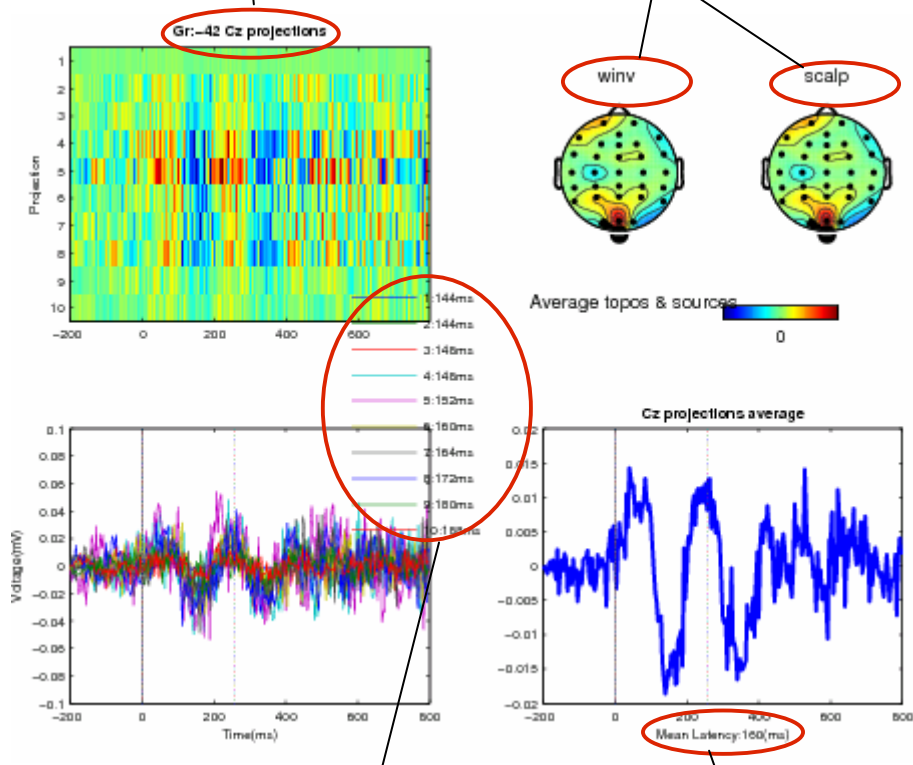 Gr:-42 Cz projections
winv
scalp
Projection
1
2
3
4
5
6
7
8
9
10
-200
0
200
400
600
Average topos & sources
0
1:144ms
2:144ms
3:148ms
4:148ms
5:152ms
6:160ms
7:164ms
8:172ms
9:180ms
10:188ms
Voltage(mV)
0.1
0.08
0.06
0.04
0.02
0
-0.02
-0.04
-0.06
-0.08
-0.1
-200
0
200
400
600
800
Time(ms)
Cz projections average
0.02
0.015
0.01
0.005
0
-0.005
-0.01
-0.015
-0.02
-200
0
200
400
600
800
Mean Latency:160(ms)